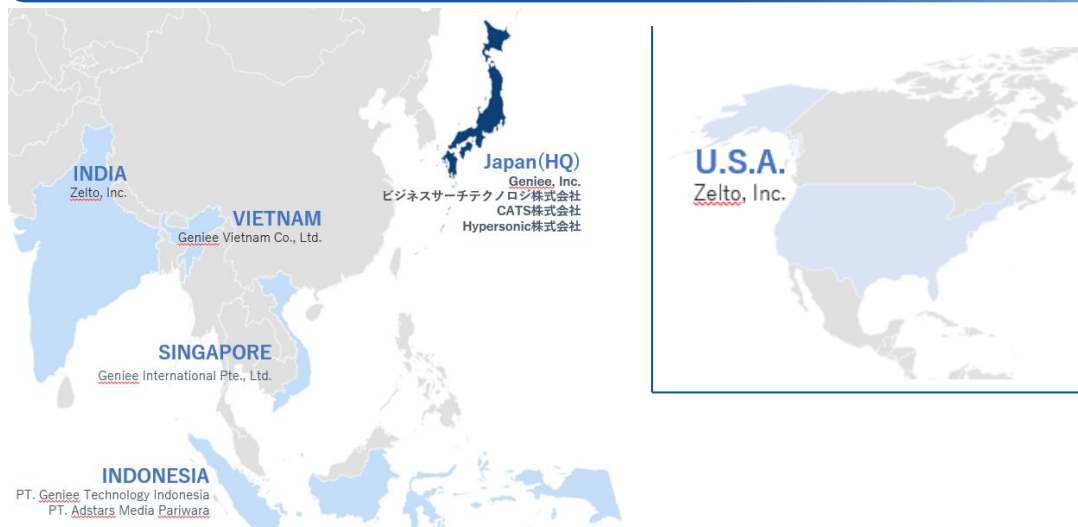 Japan(HQ)
Geniee, Inc.
ビジネスサーチテクノロジ株式会社
CATS株式会社
Hypersonic株式会社
INDIA
Zelto, Inc.
VIETNAM
Geniee Vietnam Co., Ltd.
SINGAPORE
Geniee International Pte., Ltd.
INDONESIA
PT. Geniee Technology Indonesia
PT. Adstars Media Pariwara
U.S.A.
Zelto, Inc.